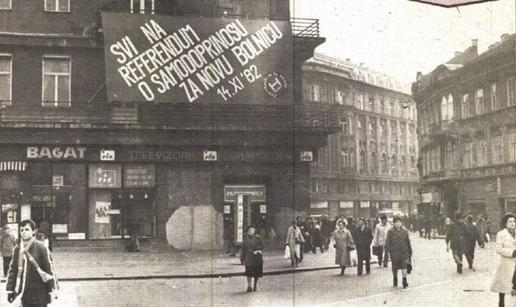 SVI NA
REFERENDUM
O SAMODOPRINOSU
ZA NOVU BOLNICU
14. XI '82
BAGAT
TELEVIZORI